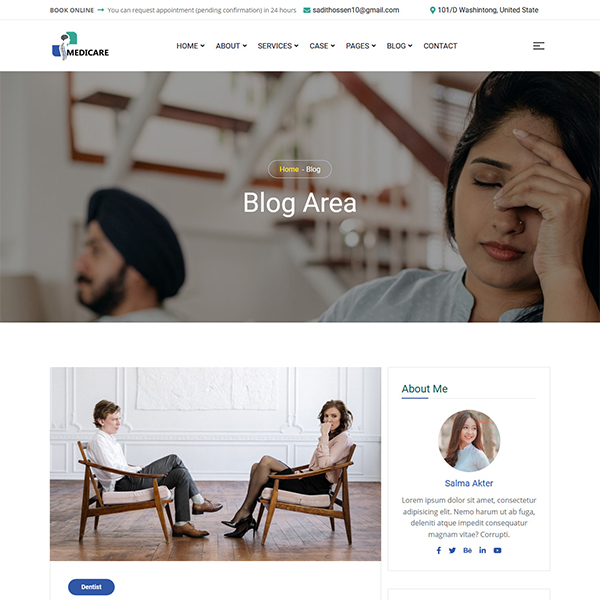 BOOK ONLINE → You can request appointment (pending confirmation) in 24 hours sadithossen10@gmail.com 101/D Washintong, United State
MEDICARE HOME ABOUT SERVICES CASE PAGES BLOG CONTACT
Home - Blog
Blog Area
About Me
Salma Akter
Lorem ipsum dolor sit amet, consectetur
adipisicing elit. Nemo harum ut fuga,
deleniti atque impedit consequatur
magnam vitae? Corrupti.
Bē
Dentist